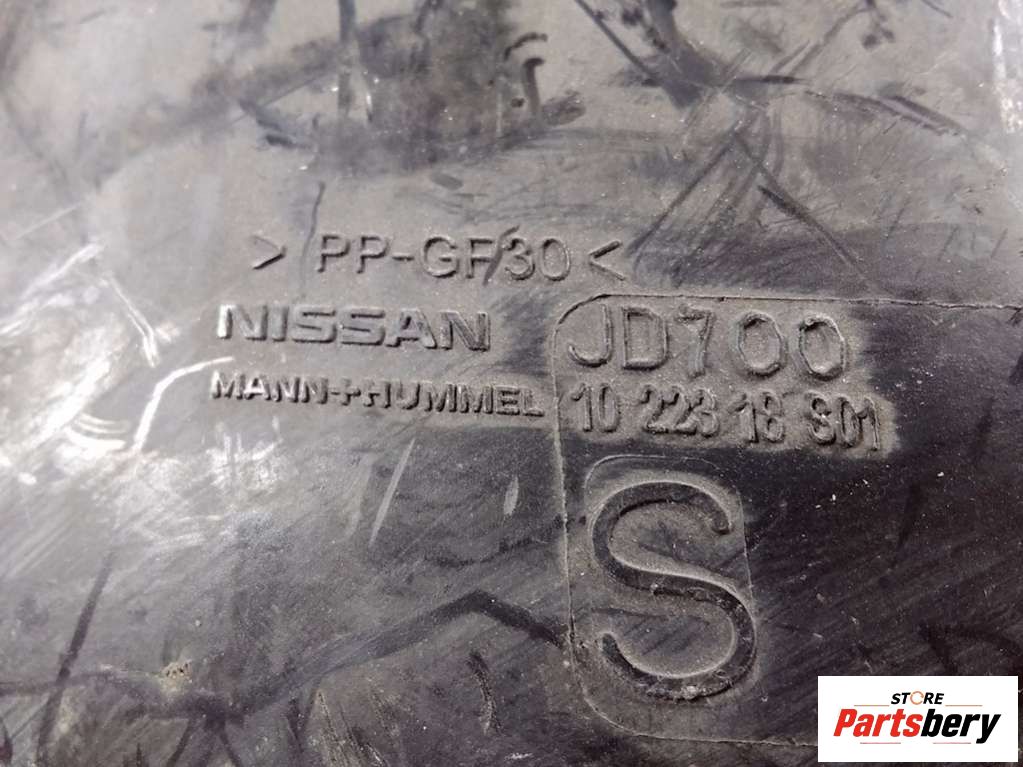 > PP-GF30 <
NISSAN JD700
MANN+HUMMEL 10 223 18 S01
S
STORE
Partsbery